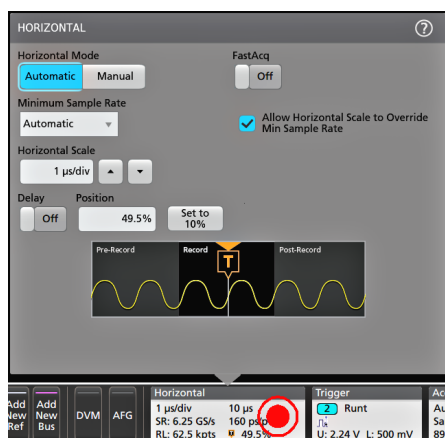 HORIZONTAL
?
Horizontal Mode
Automatic Manual
FastAcq
Off
Minimum Sample Rate
Automatic
Allow Horizontal Scale to Override
Min Sample Rate
Horizontal Scale
1 µs/div
Delay Position
Off 49.5% Set to
10%
Pre-Record Record Post-Record
T
Add
New
Ref
Add
New
Bus
DVM
AFG
Horizontal
1 µs/div 10 µs
SR: 6.25 GS/s 160 ps/p
RL: 62.5 kpts 49.5%
Trigger
2 Runt
U: 2.24 V L: 500 mV